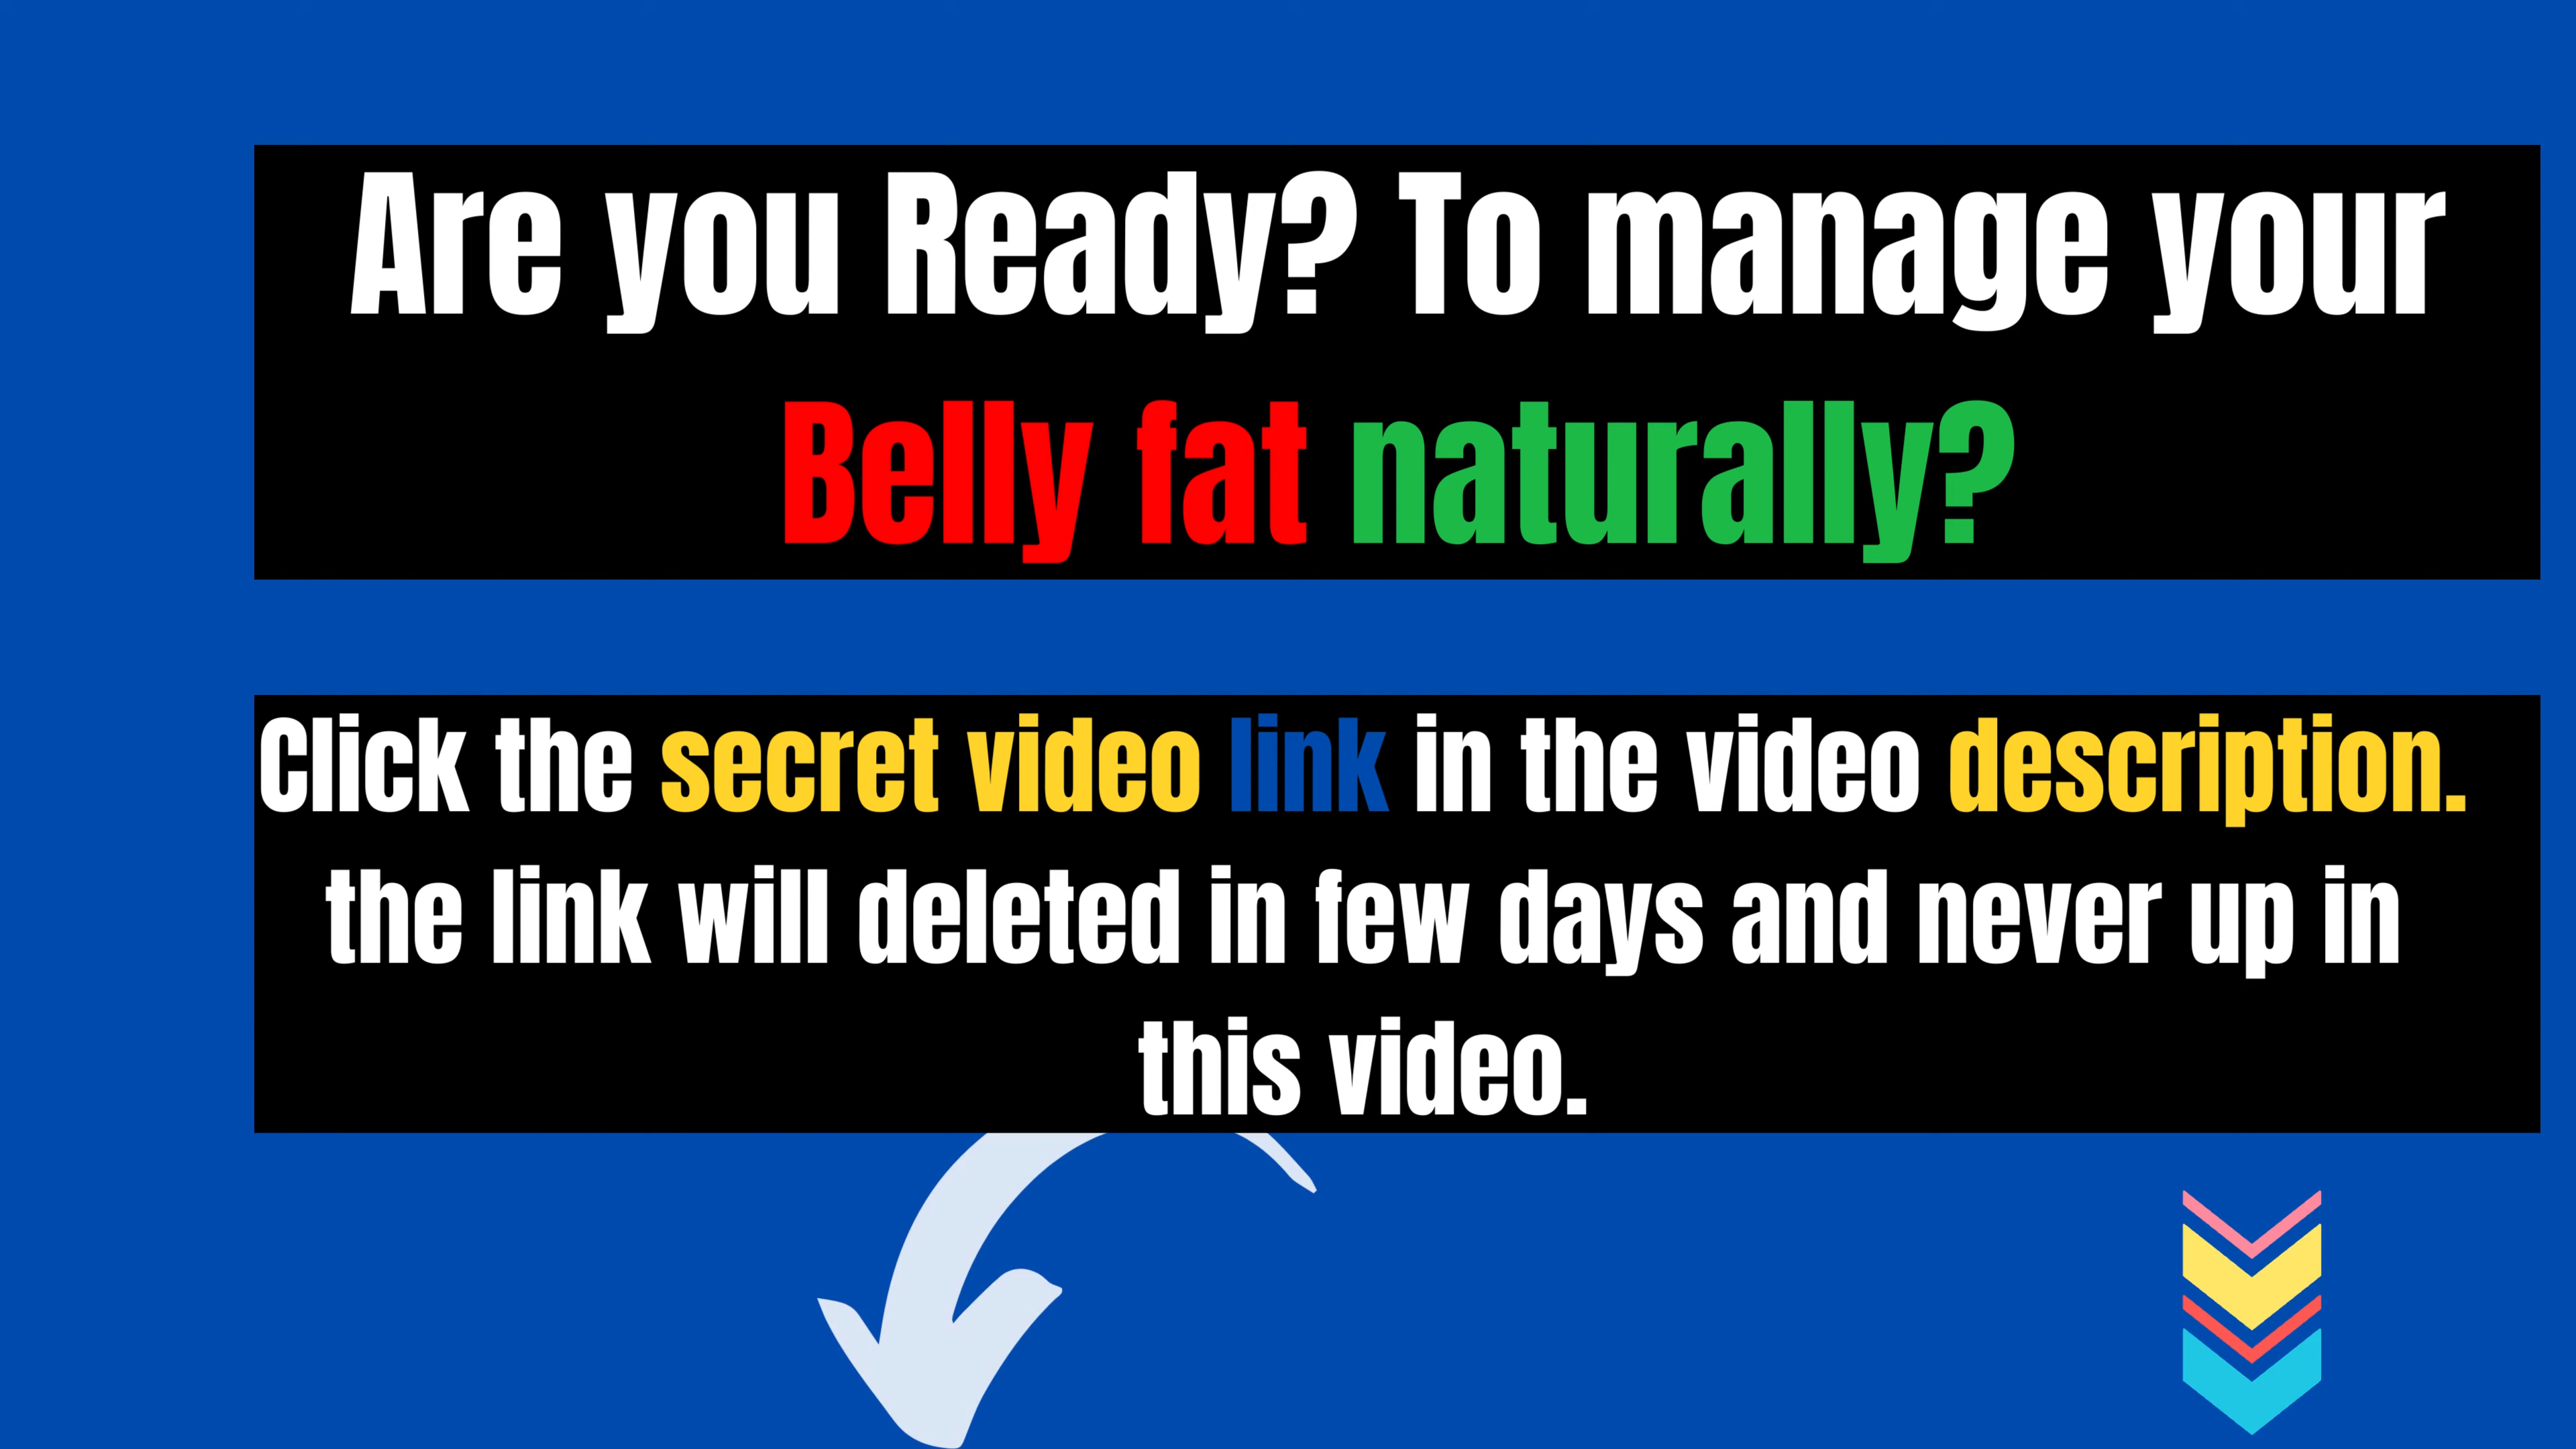 Are you Ready? To manage your
Belly fat naturally?
Click the secret video link in the video description.
the link will deleted in few days and never up in
this video.